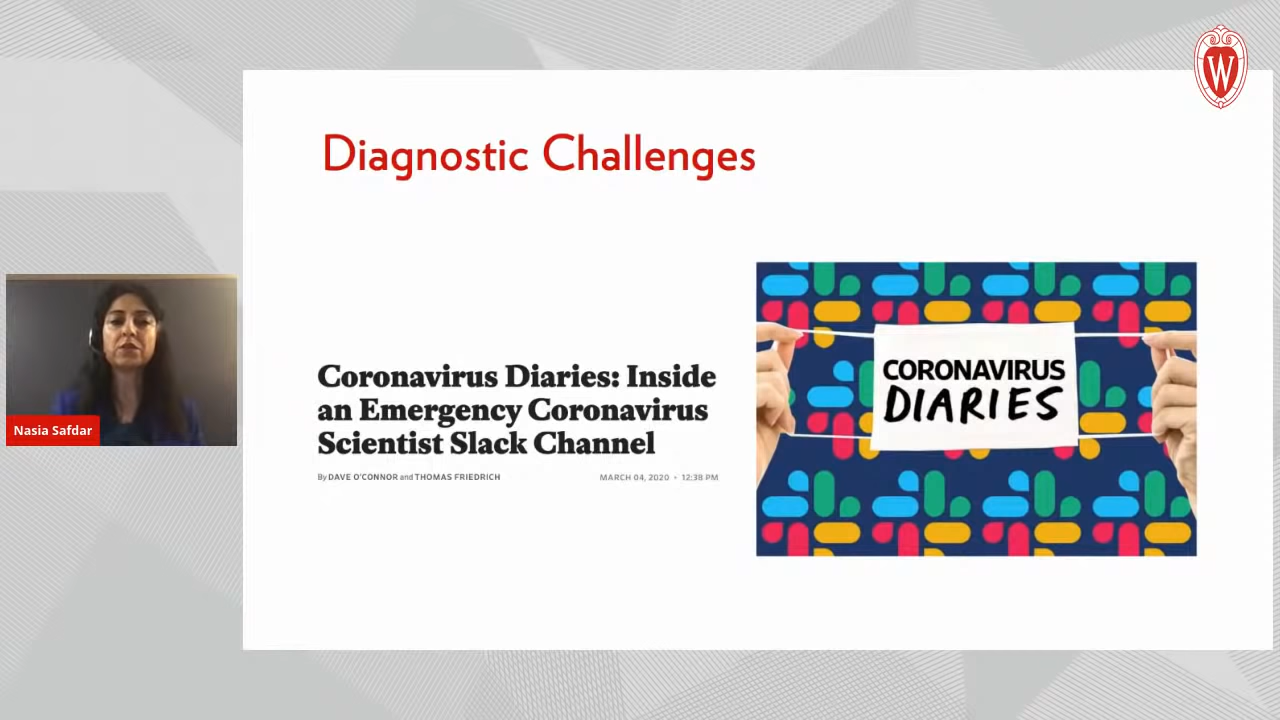 W
Diagnostic Challenges
Coronavirus Diaries: Inside
an Emergency Coronavirus
Scientist Slack Channel
By DAVE O'CONNOR and THOMAS FRIEDRICH
MARCH 04, 2020 • 12:38 PM
CORONAVIRUS
DIARIES
Nasia Safdar